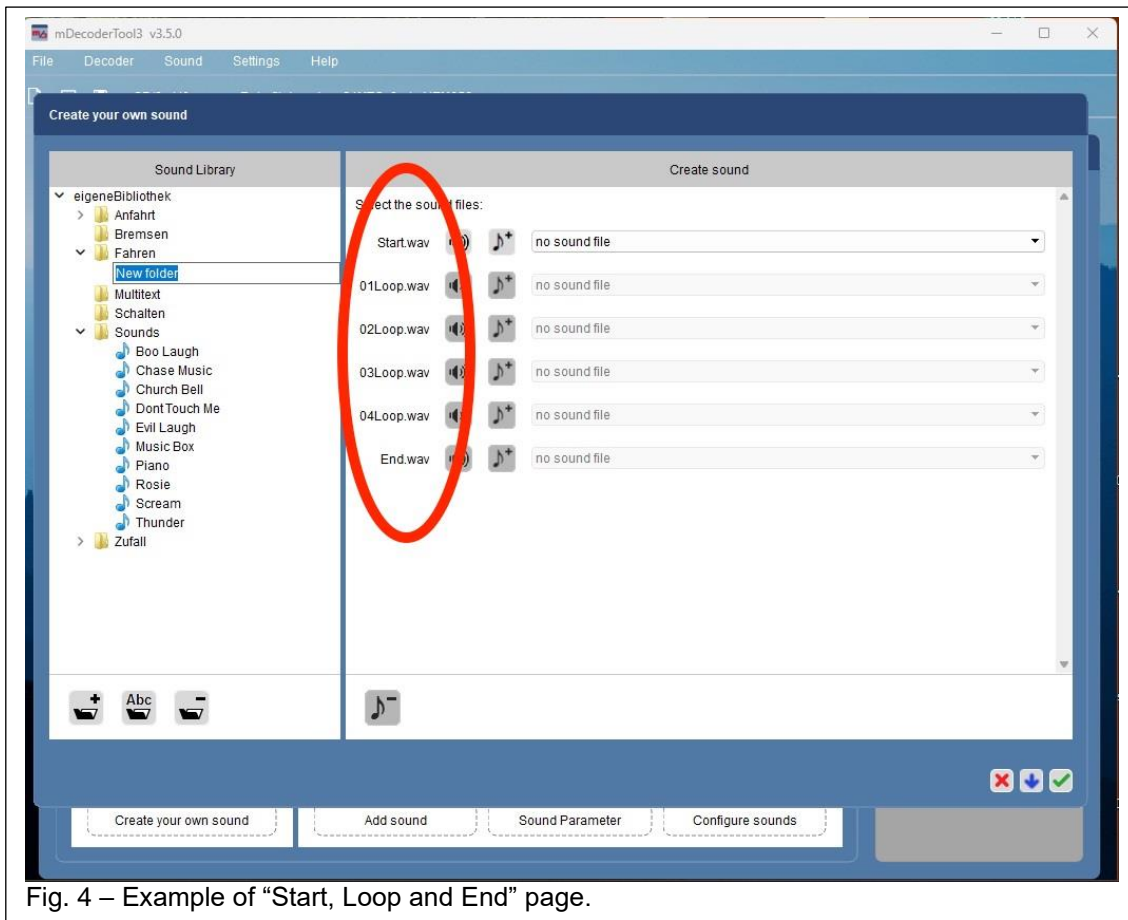 mDecoderTool3 v3.5.0
File Decoder Sound Settings Help
Create your own sound
Sound Library
eigeneBibliothek
Anfahrt
Bremsen
Fahren
New folder
Multitext
Schalten
Sounds
Boo Laugh
Chase Music
Church Bell
DontTouch Me
Evil Laugh
Music Box
Piano
Rosie
Scream
Thunder
Zufall
Abc
Create sound
Select the sound files:
Start.wav no sound file
01Loop.wav no sound file
02Loop.wav no sound file
03Loop.wav no sound file
04Loop.wav no sound file
End.wav no sound file
Create your own sound Add sound Sound Parameter Configure sounds
Fig. 4 – Example of “Start, Loop and End” page.